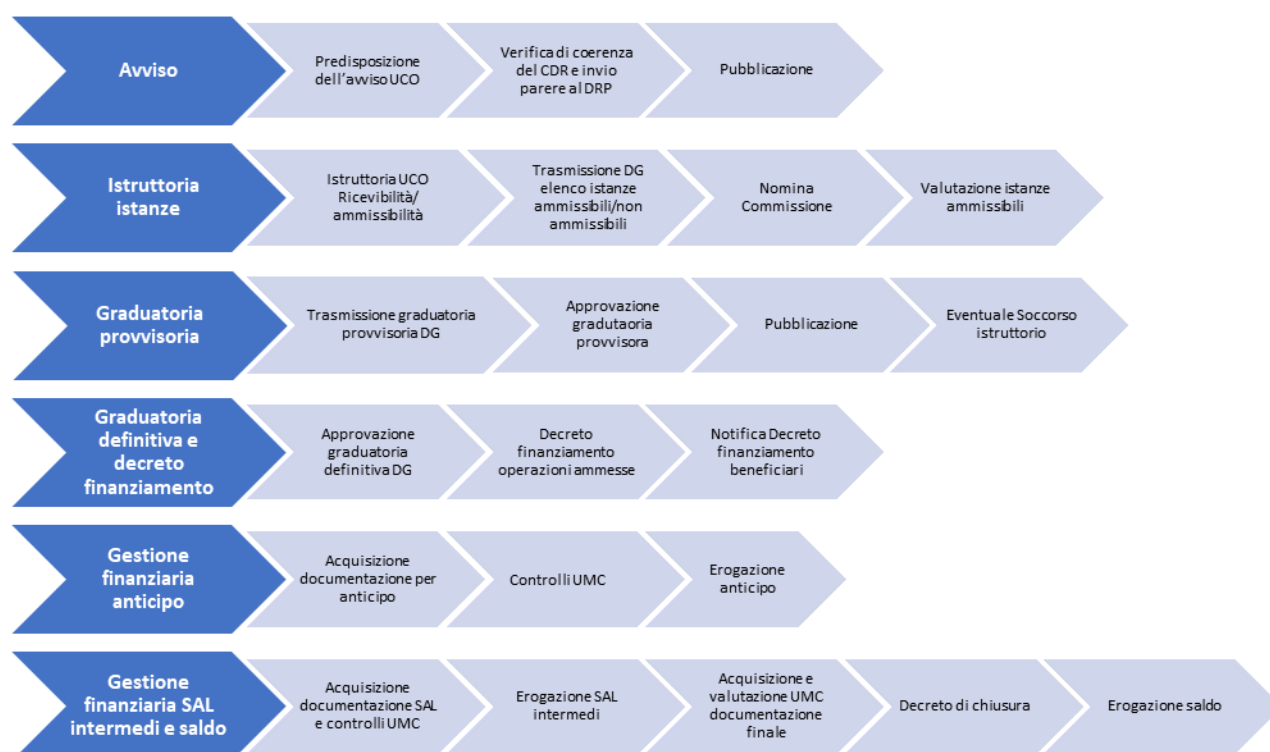 Avviso
Predisposizione
dell'avviso UCO
Verifica di coerenza
del CDR e invio
parere al DRP
Pubblicazione
Istruttoria
istanze
Istruttoria UCO
Ricevibilità/
ammissibilità
Trasmissione DG
elenco istanze
ammissibili/non
ammissibili
Nomina
Commissione
Valutazione istanze
ammissibili
Graduatoria
provvisoria
Trasmissione graduatoria
provvisoria DG
Approvazione
gradutaoria
provvisora
Pubblicazione
Eventuale Soccorso
istruttorio
Graduatoria
definitiva e
decreto
finanziamento
Approvazione
graduatoria
definitiva DG
Decreto
finanziamento
operazioni ammesse
Notifica Decreto
finanziamento
beneficiari
Gestione
finanziaria
anticipo
Acquisizione
documentazione per
anticipo
Controlli UMC
Erogazione
anticipo
Gestione
finanziaria SAL
intermedi e saldo
Acquisizione
documentazione SAL
e controlli UMC
Erogazione SAL
intermedi
Acquisizione e
valutazione UMC
documentazione
finale
Decreto di chiusura
Erogazione saldo